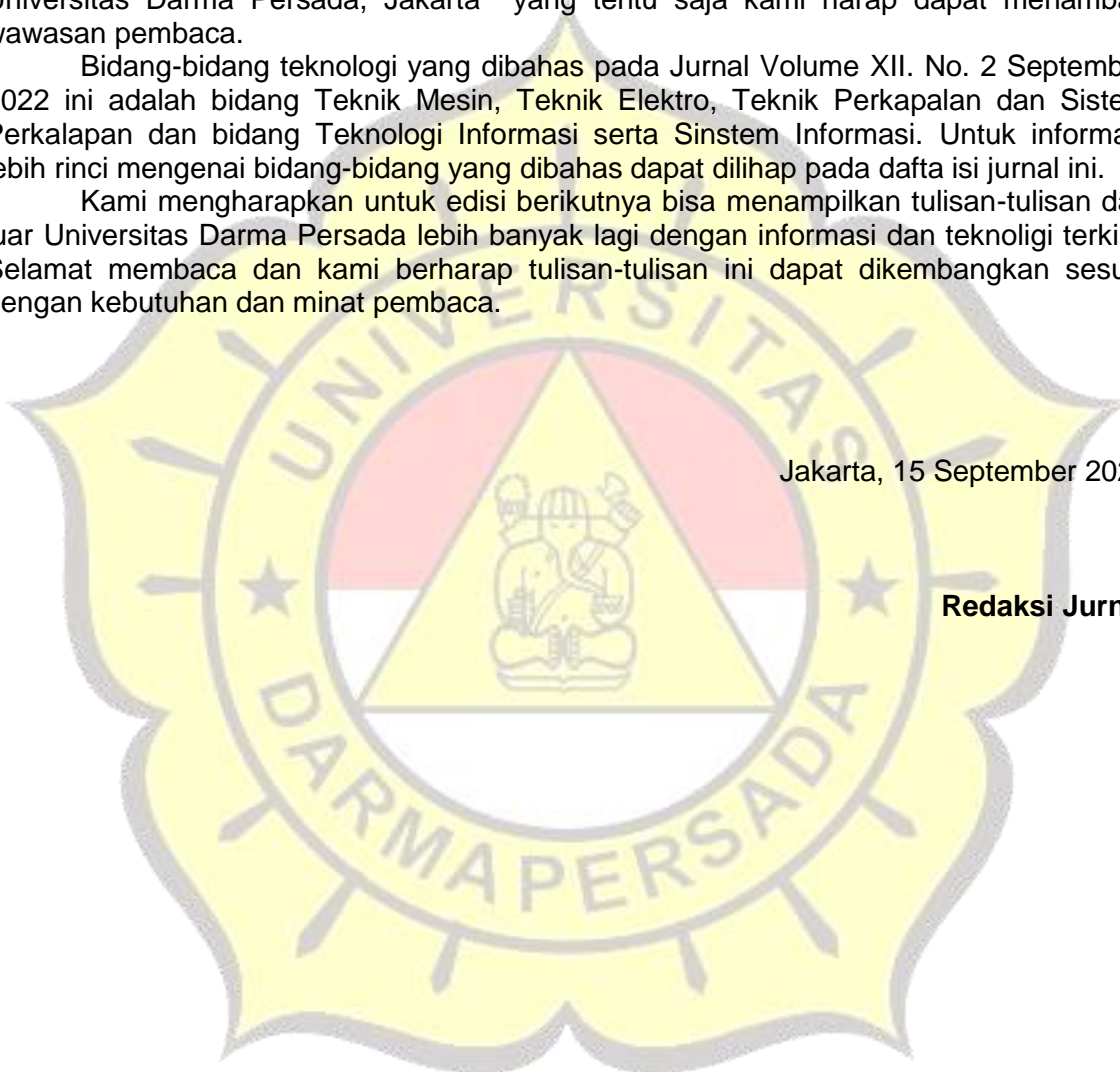 Universitas Darma Persada, Jakarta yang tentu saja kami harap dapat menamba
wawasan pembaca.
Bidang-bidang teknologi yang dibahas pada Jurnal Volume XII. No. 2 Septemb
2022 ini adalah bidang Teknik Mesin, Teknik Elektro, Teknik Perkapalan dan Siste
Perkalapan dan bidang Teknologi Informasi serta Sinstem Informasi. Untuk informa
lebih rinci mengenai bidang-bidang yang dibahas dapat dilihap pada dafta isi jurnal ini.
Kami mengharapkan untuk edisi berikutnya bisa menampilkan tulisan-tulisan da
luar Universitas Darma Persada lebih banyak lagi dengan informasi dan teknoligi terki
Selamat membaca dan kami berharap tulisan-tulisan ini dapat dikembangkan sesu
dengan kebutuhan dan minat pembaca.
UNIVERSITAS
Jakarta, 15 September 202
Redaksi Jurn
DARMA PERSADA